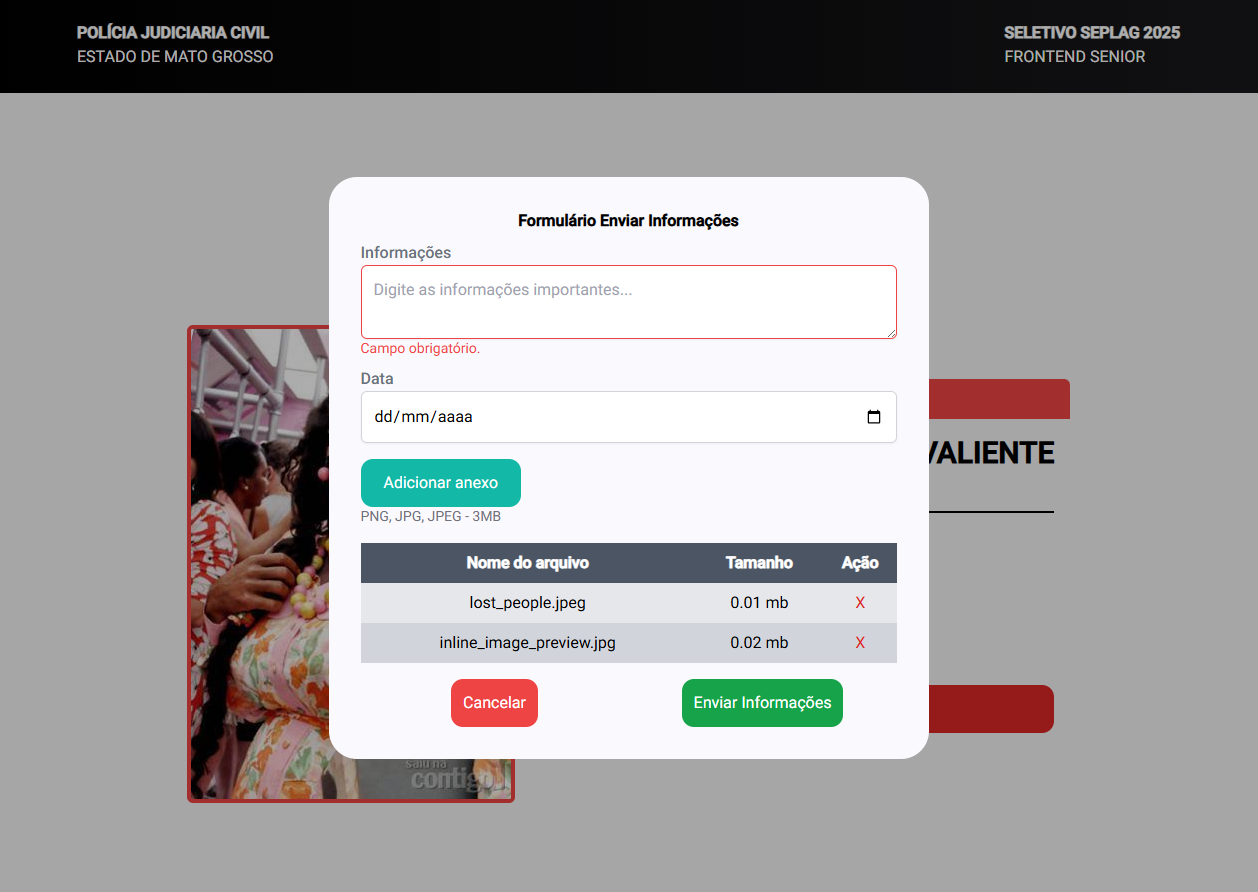 POLÍCIA JUDICIARIA CIVIL
ESTADO DE MATO GROSSO
SELETIVO SEPLAG 2025
FRONTEND SENIOR
Formulário Enviar Informações
Informações
Digite as informações importantes...
Campo obrigatório.
Data
dd/mm/aaaa
VALIENTE
Adicionar anexo
PNG, JPG, JPEG - 3MB
Nome do arquivo Tamanho Ação
lost_people.jpeg 0.01 mb X
inline_image_preview.jpg 0.02 mb X
Cancelar Enviar Informações
saiu na
contigo!